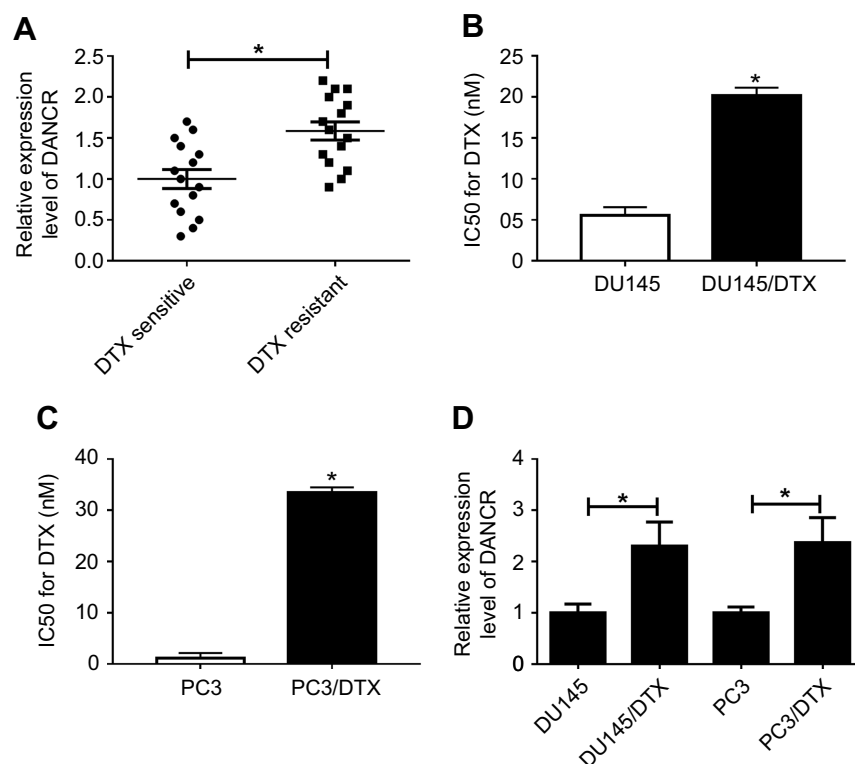 A
Relative expression
level of DANCR
2.5
2.0
1.5
1.0
0.5
0.0
*
DTX sensitive
DTX resistant
B
IC50 for DTX (nM)
25
20
15
10
05
0
*
DU145
DU145/DTX
C
IC50 for DTX (nM)
40
30
20
10
0
*
PC3
PC3/DTX
D
Relative expression
level of DANCR
4
3
2
1
0
*
*
DU145
DU145/DTX
PC3
PC3/DTX